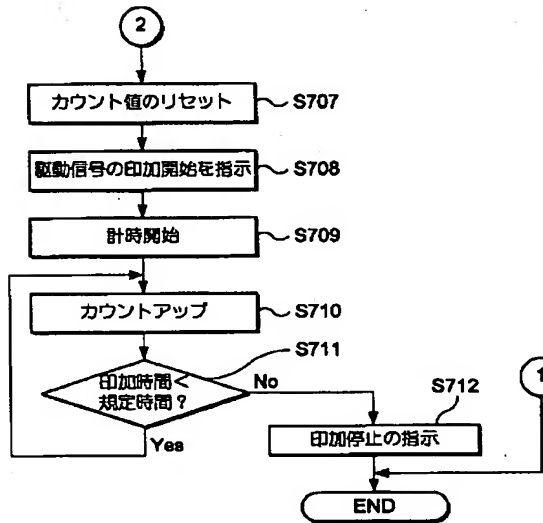 2
カウント値のリセット
S707
駆動信号の印加開始を指示
S708
計時開始
S709
カウントアップ
S710
S711
印加時間<
規定時間?
No
Yes
1
S712
印加停止の指示
END